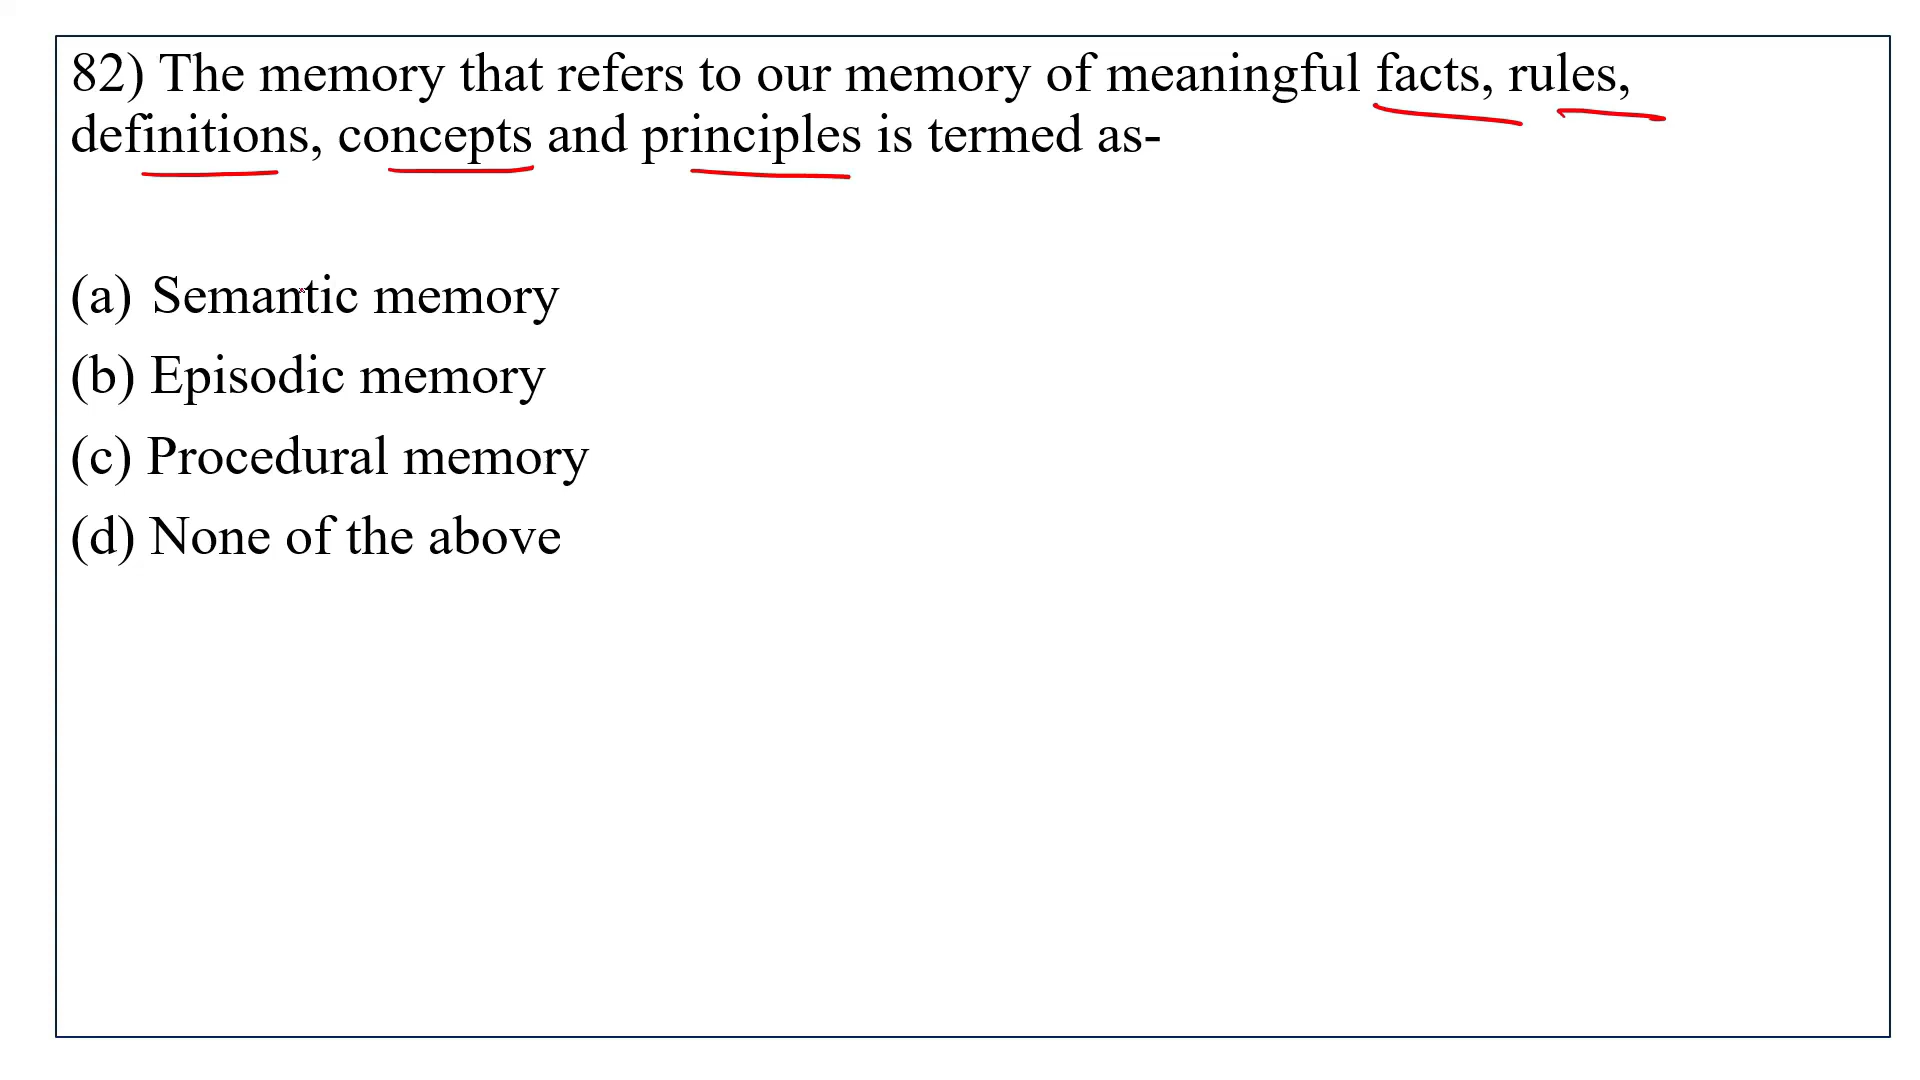 82) The memory that refers to our memory of meaningful facts, rules,
definitions, concepts and principles is termed as-
(a) Semantic memory
(b) Episodic memory
(c) Procedural memory
(d) None of the above